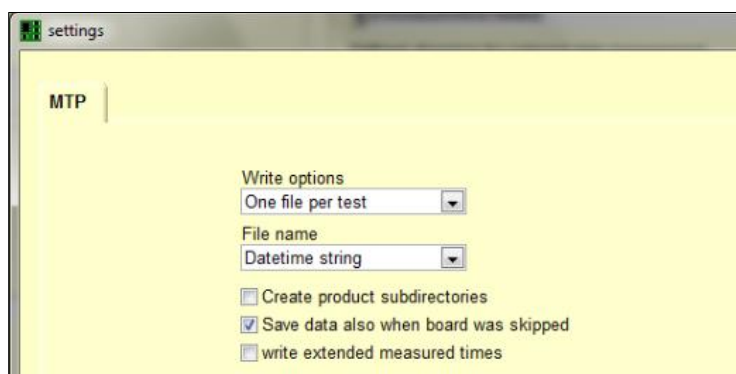 settings
MTP
Write options
One file per test
File name
Datetime string
Create product subdirectories
Save data also when board was skipped
write extended measured times